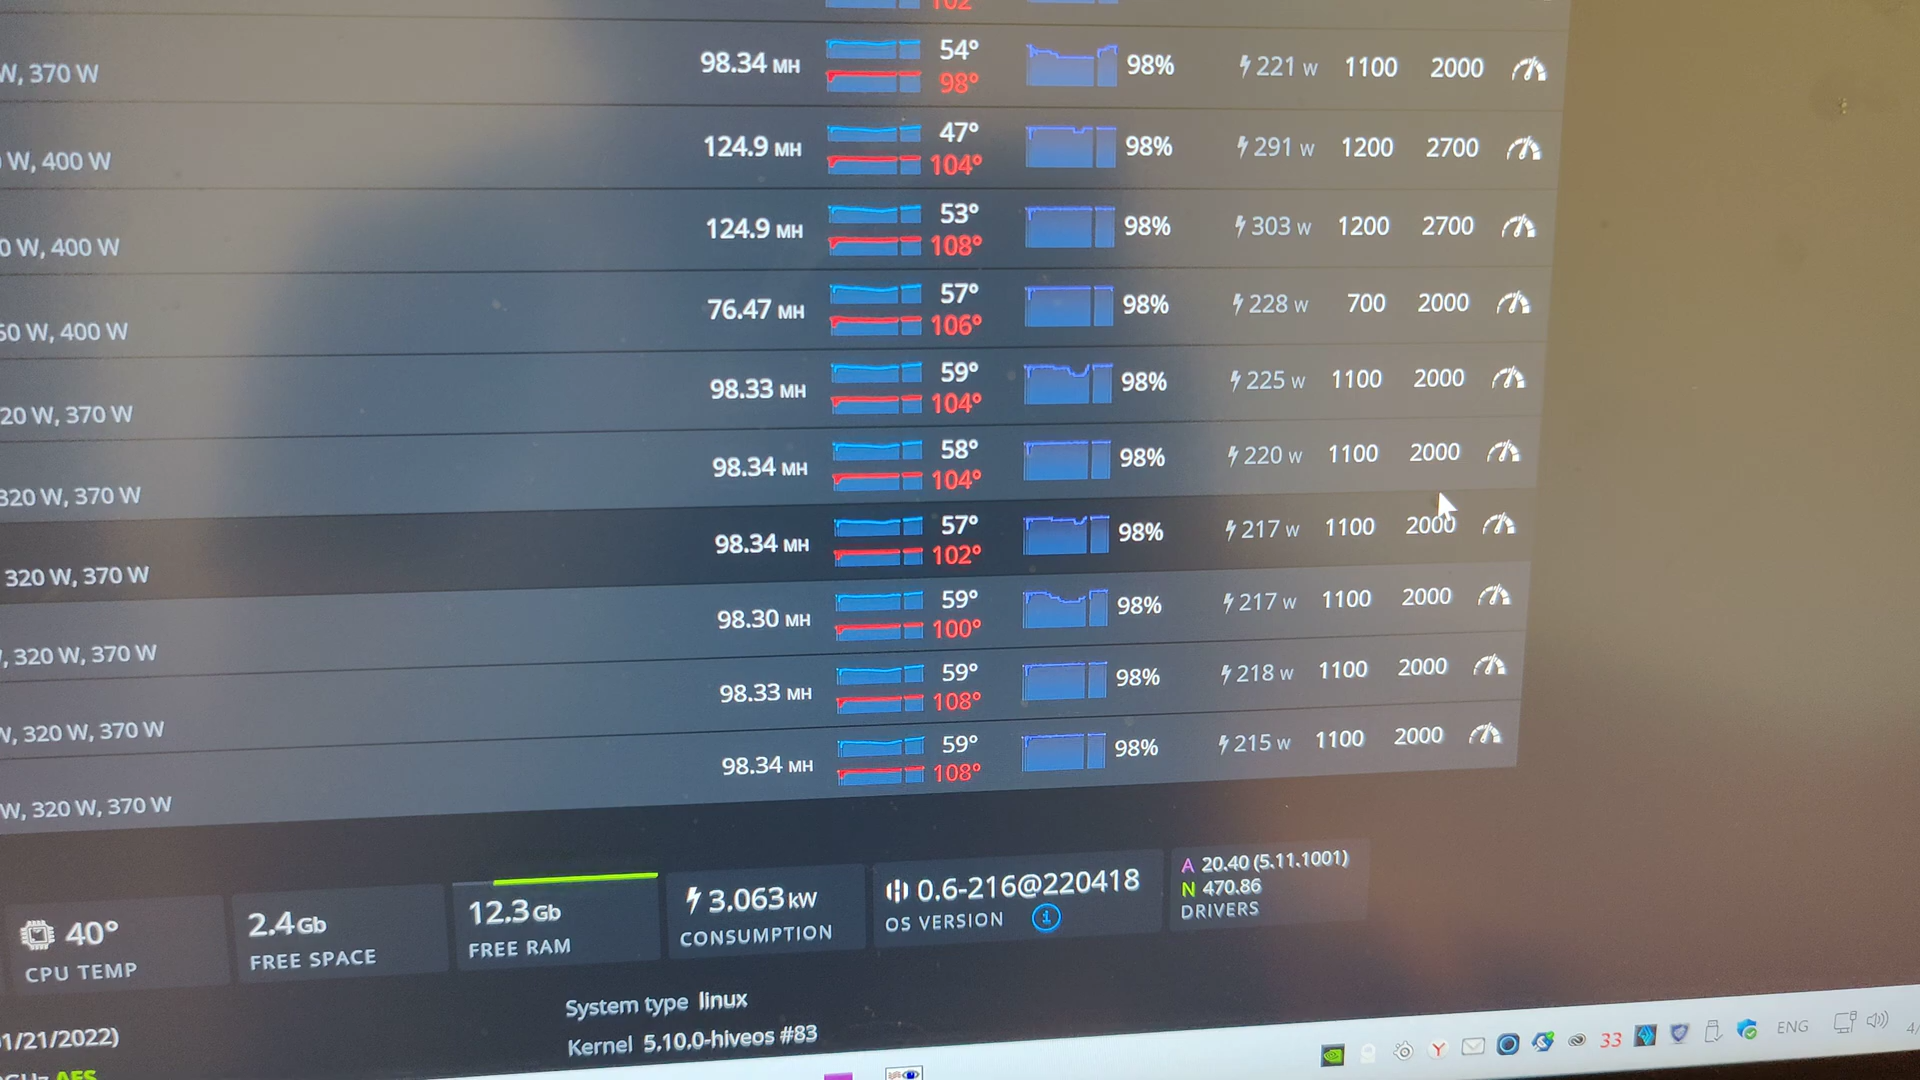 102
W, 370 W 98.34 MH 54° 98° 98% 221 W 1100 2000
W, 400 W 124.9 MH 47° 104° 98% 291 W 1200 2700
0 W, 400 W 124.9 MH 53° 108° 98% 303 W 1200 2700
50 W, 400 W 76.47 MH 57° 106° 98% 228 W 700 2000
20 W, 370 W 98.33 MH 59° 104° 98% 225 W 1100 2000
320 W, 370 W 98.34 MH 58° 104° 98% 220 W 1100 2000
320 W, 370 W 98.34 MH 57° 102° 98% 217 W 1100 2000
, 320 W, 370 W 98.30 MH 59° 100° 98% 217 W 1100 2000
W, 320 W, 370 W 98.33 MH 59° 108° 98% 218 W 1100 2000
W, 320 W, 370 W 98.34 MH 59° 108° 98% 215 W 1100 2000
40°
CPU TEMP
2.4 Gb
FREE SPACE
12.3 Gb
FREE RAM
3.063 kW
CONSUMPTION
0.6-216@220418
OS VERSION
A 20.40 (5.11.1001)
N 470.86
DRIVERS
1/21/2022)
AES
System type linux
Kernel 5.10.0-hiveos #83
33 ENG 4/